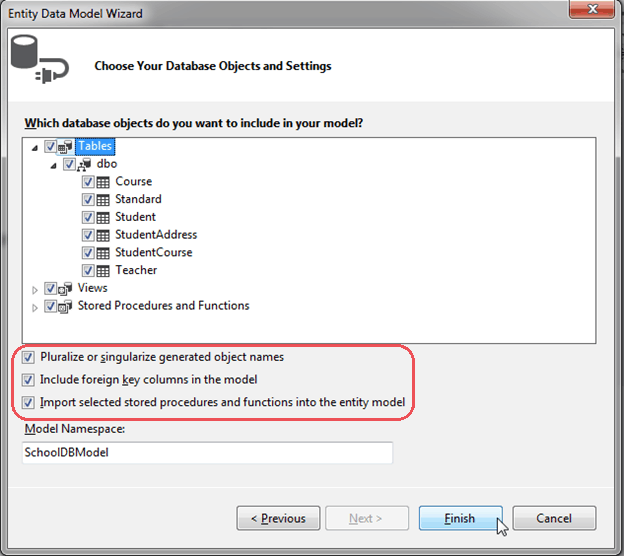 Entity Data Model Wizard
Choose Your Database Objects and Settings
Which database objects do you want to include in your model?
Tables
dbo
Course
Standard
Student
StudentAddress
StudentCourse
Teacher
Views
Stored Procedures and Functions
Pluralize or singularize generated object names
Include foreign key columns in the model
Import selected stored procedures and functions into the entity model
Model Namespace:
SchoolDBModel
< Previous
Next >
Finish
Cancel